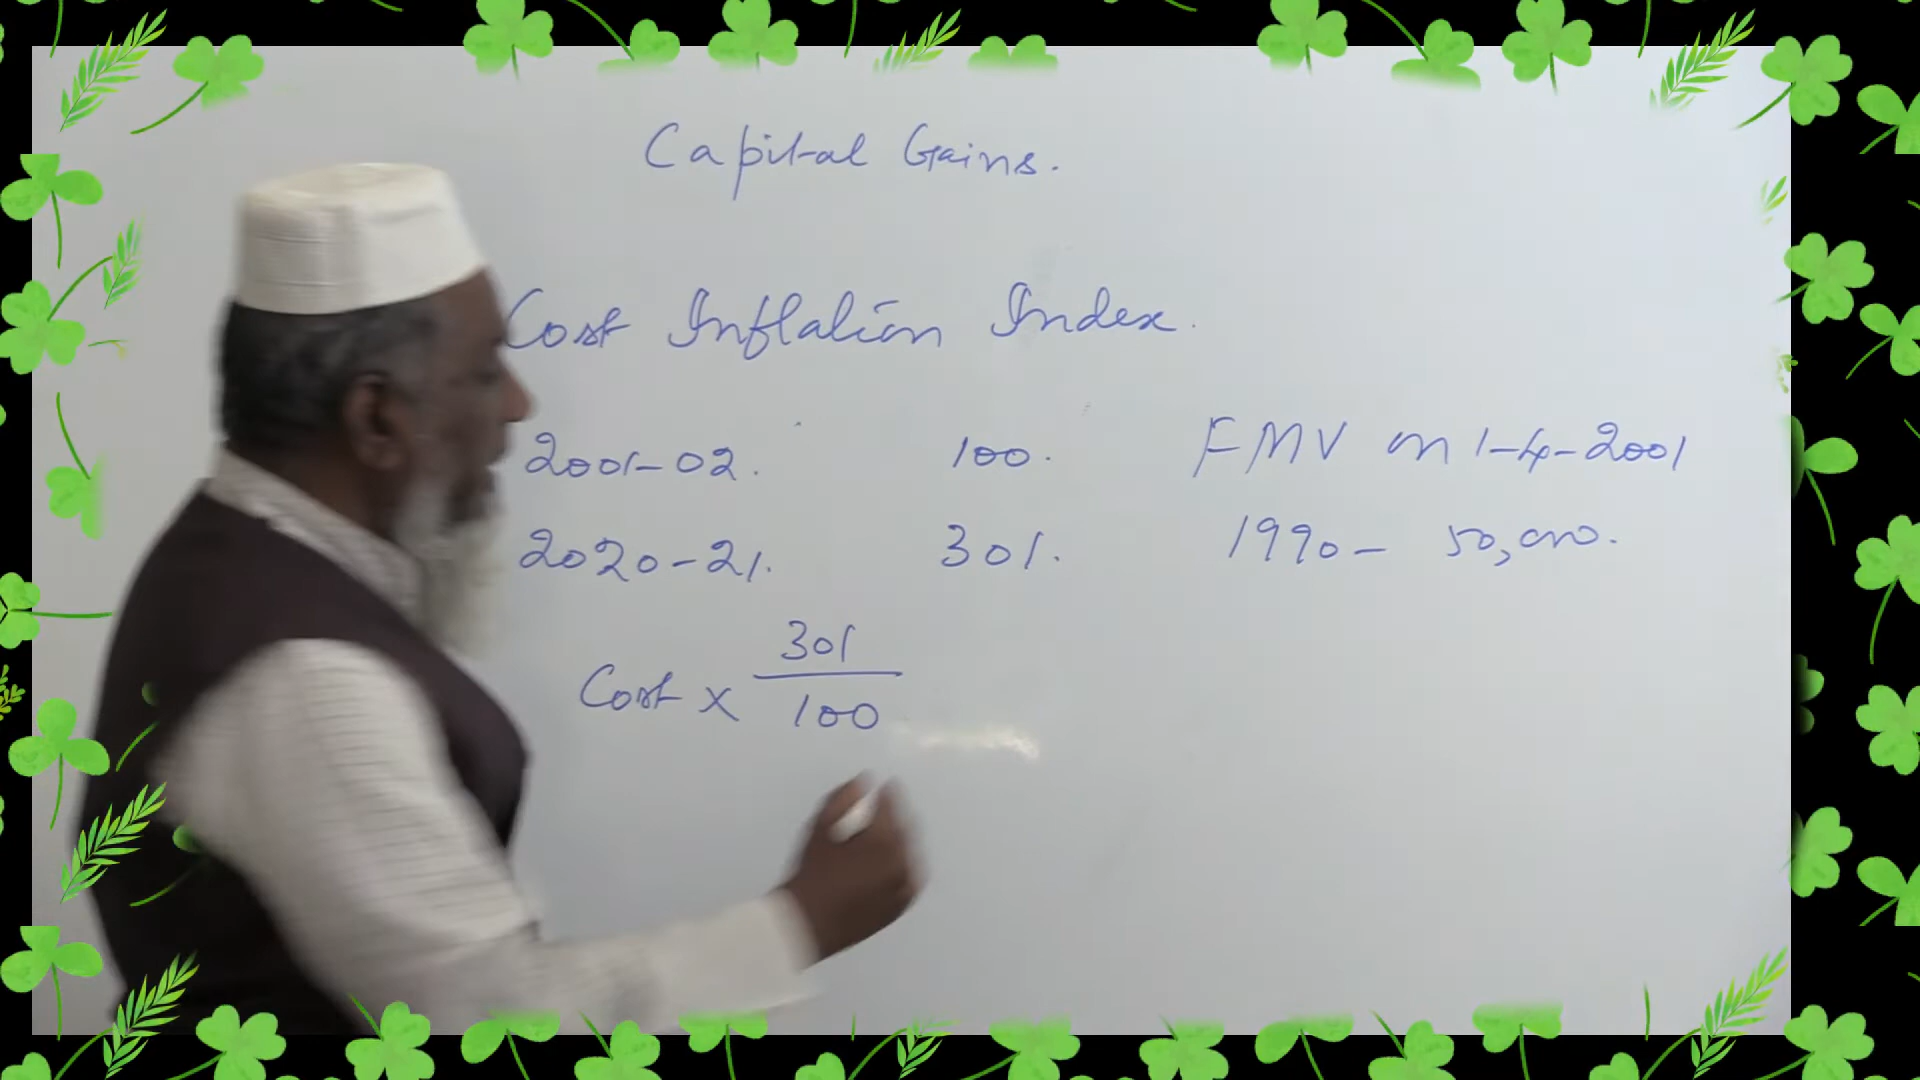 Capital Gains.
Cost Inflation Index.
2001-02. 100. FMV on 1-4-2001
2020-21. 301. 1990- 50,000.
Cost x 301
100